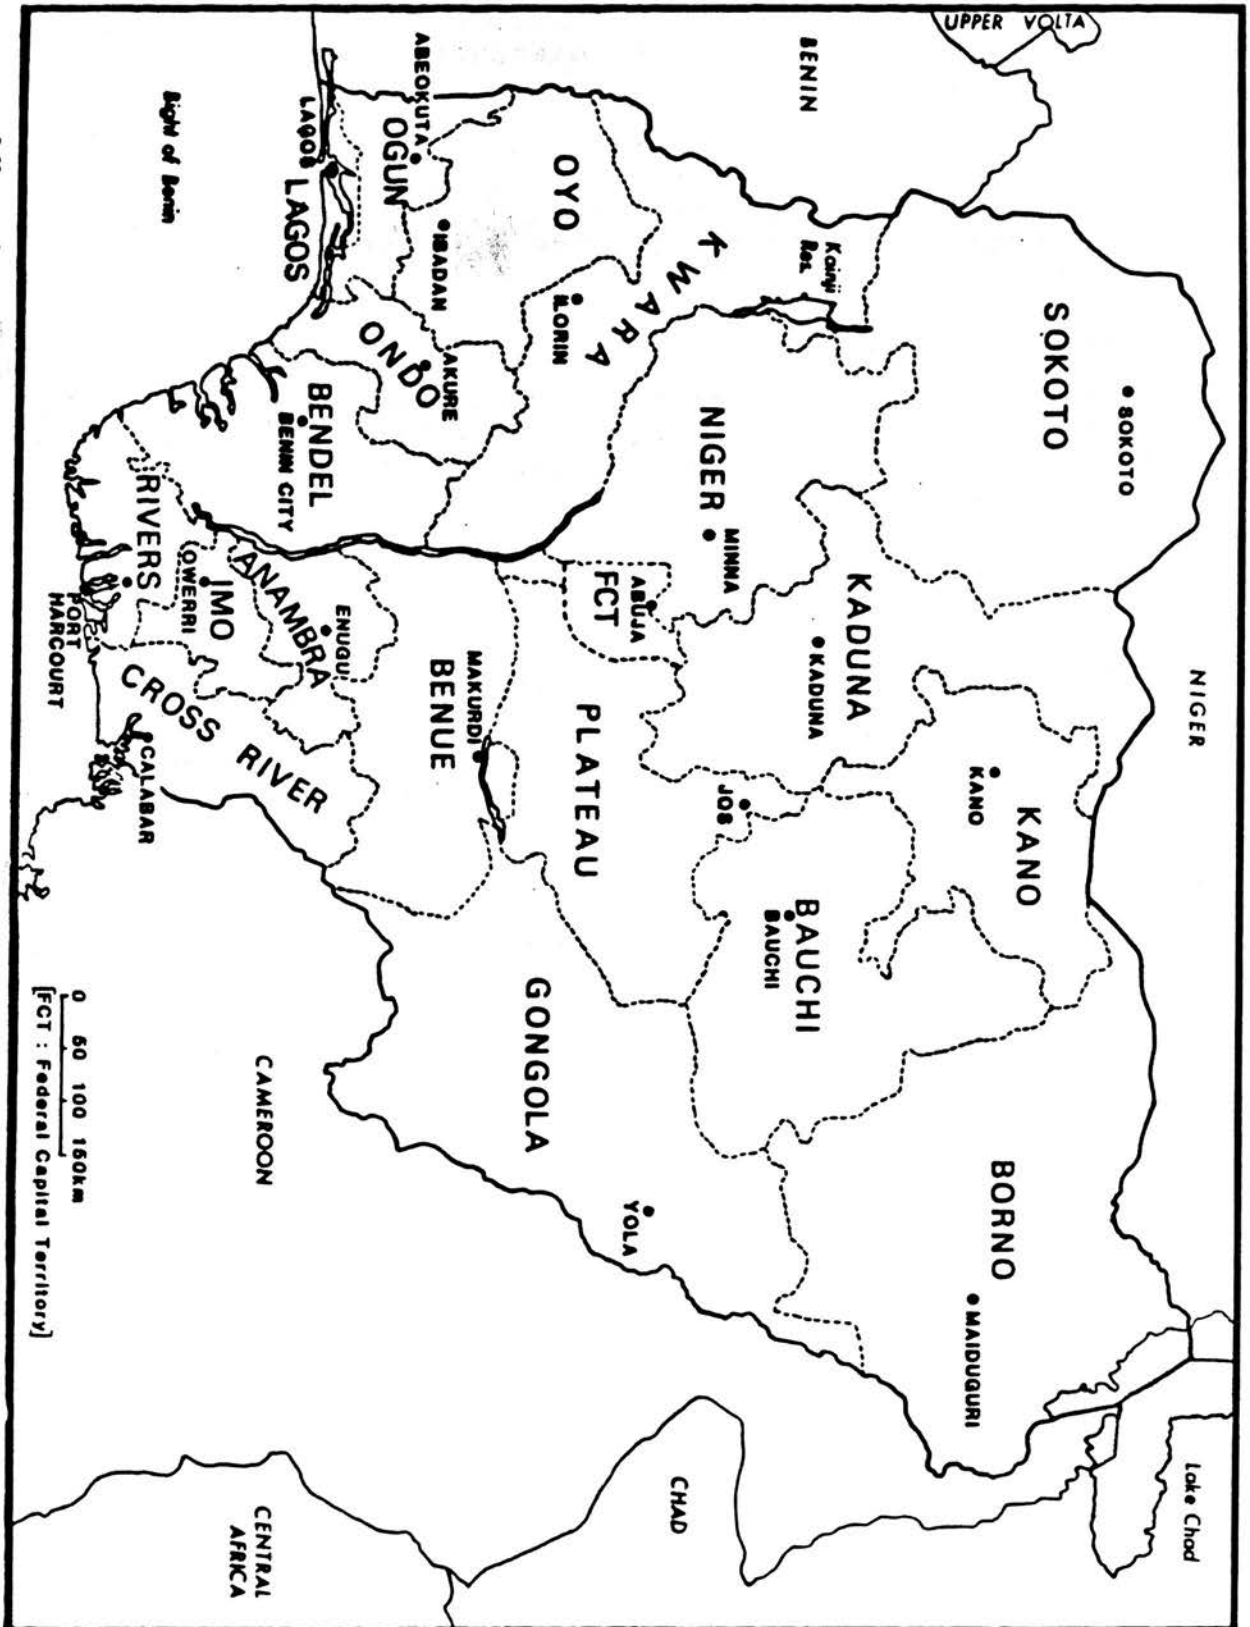 UPPER VOLTA
BENIN
NIGER
Lake Chad
SOKOTO
SOKOTO
KANO
KANO
BORNO
MAIDUGURI
Kainji
Res.
KADUNA
KADUNA
BAUCHI
BAUCHI
JOS
KWARA
NIGER
MINNA
ABUJA
FCT
PLATEAU
CHAD
YOLA
GONGOLA
OYO
ILORIN
IBADAN
ABEOKUTA
OGUN
LAGOS
LAGOS
ONDO
AKURE
BENDEL
BENIN CITY
MAKURDI
BENUE
ENUGU
ANAMBRA
IMO
OWERRI
RIVERS
PORT
HARCOURT
CROSS RIVER
CALABAR
Bight of Benin
CAMEROON
CENTRAL
AFRICA
0 50 100 150km
[FCT : Federal Capital Territory]